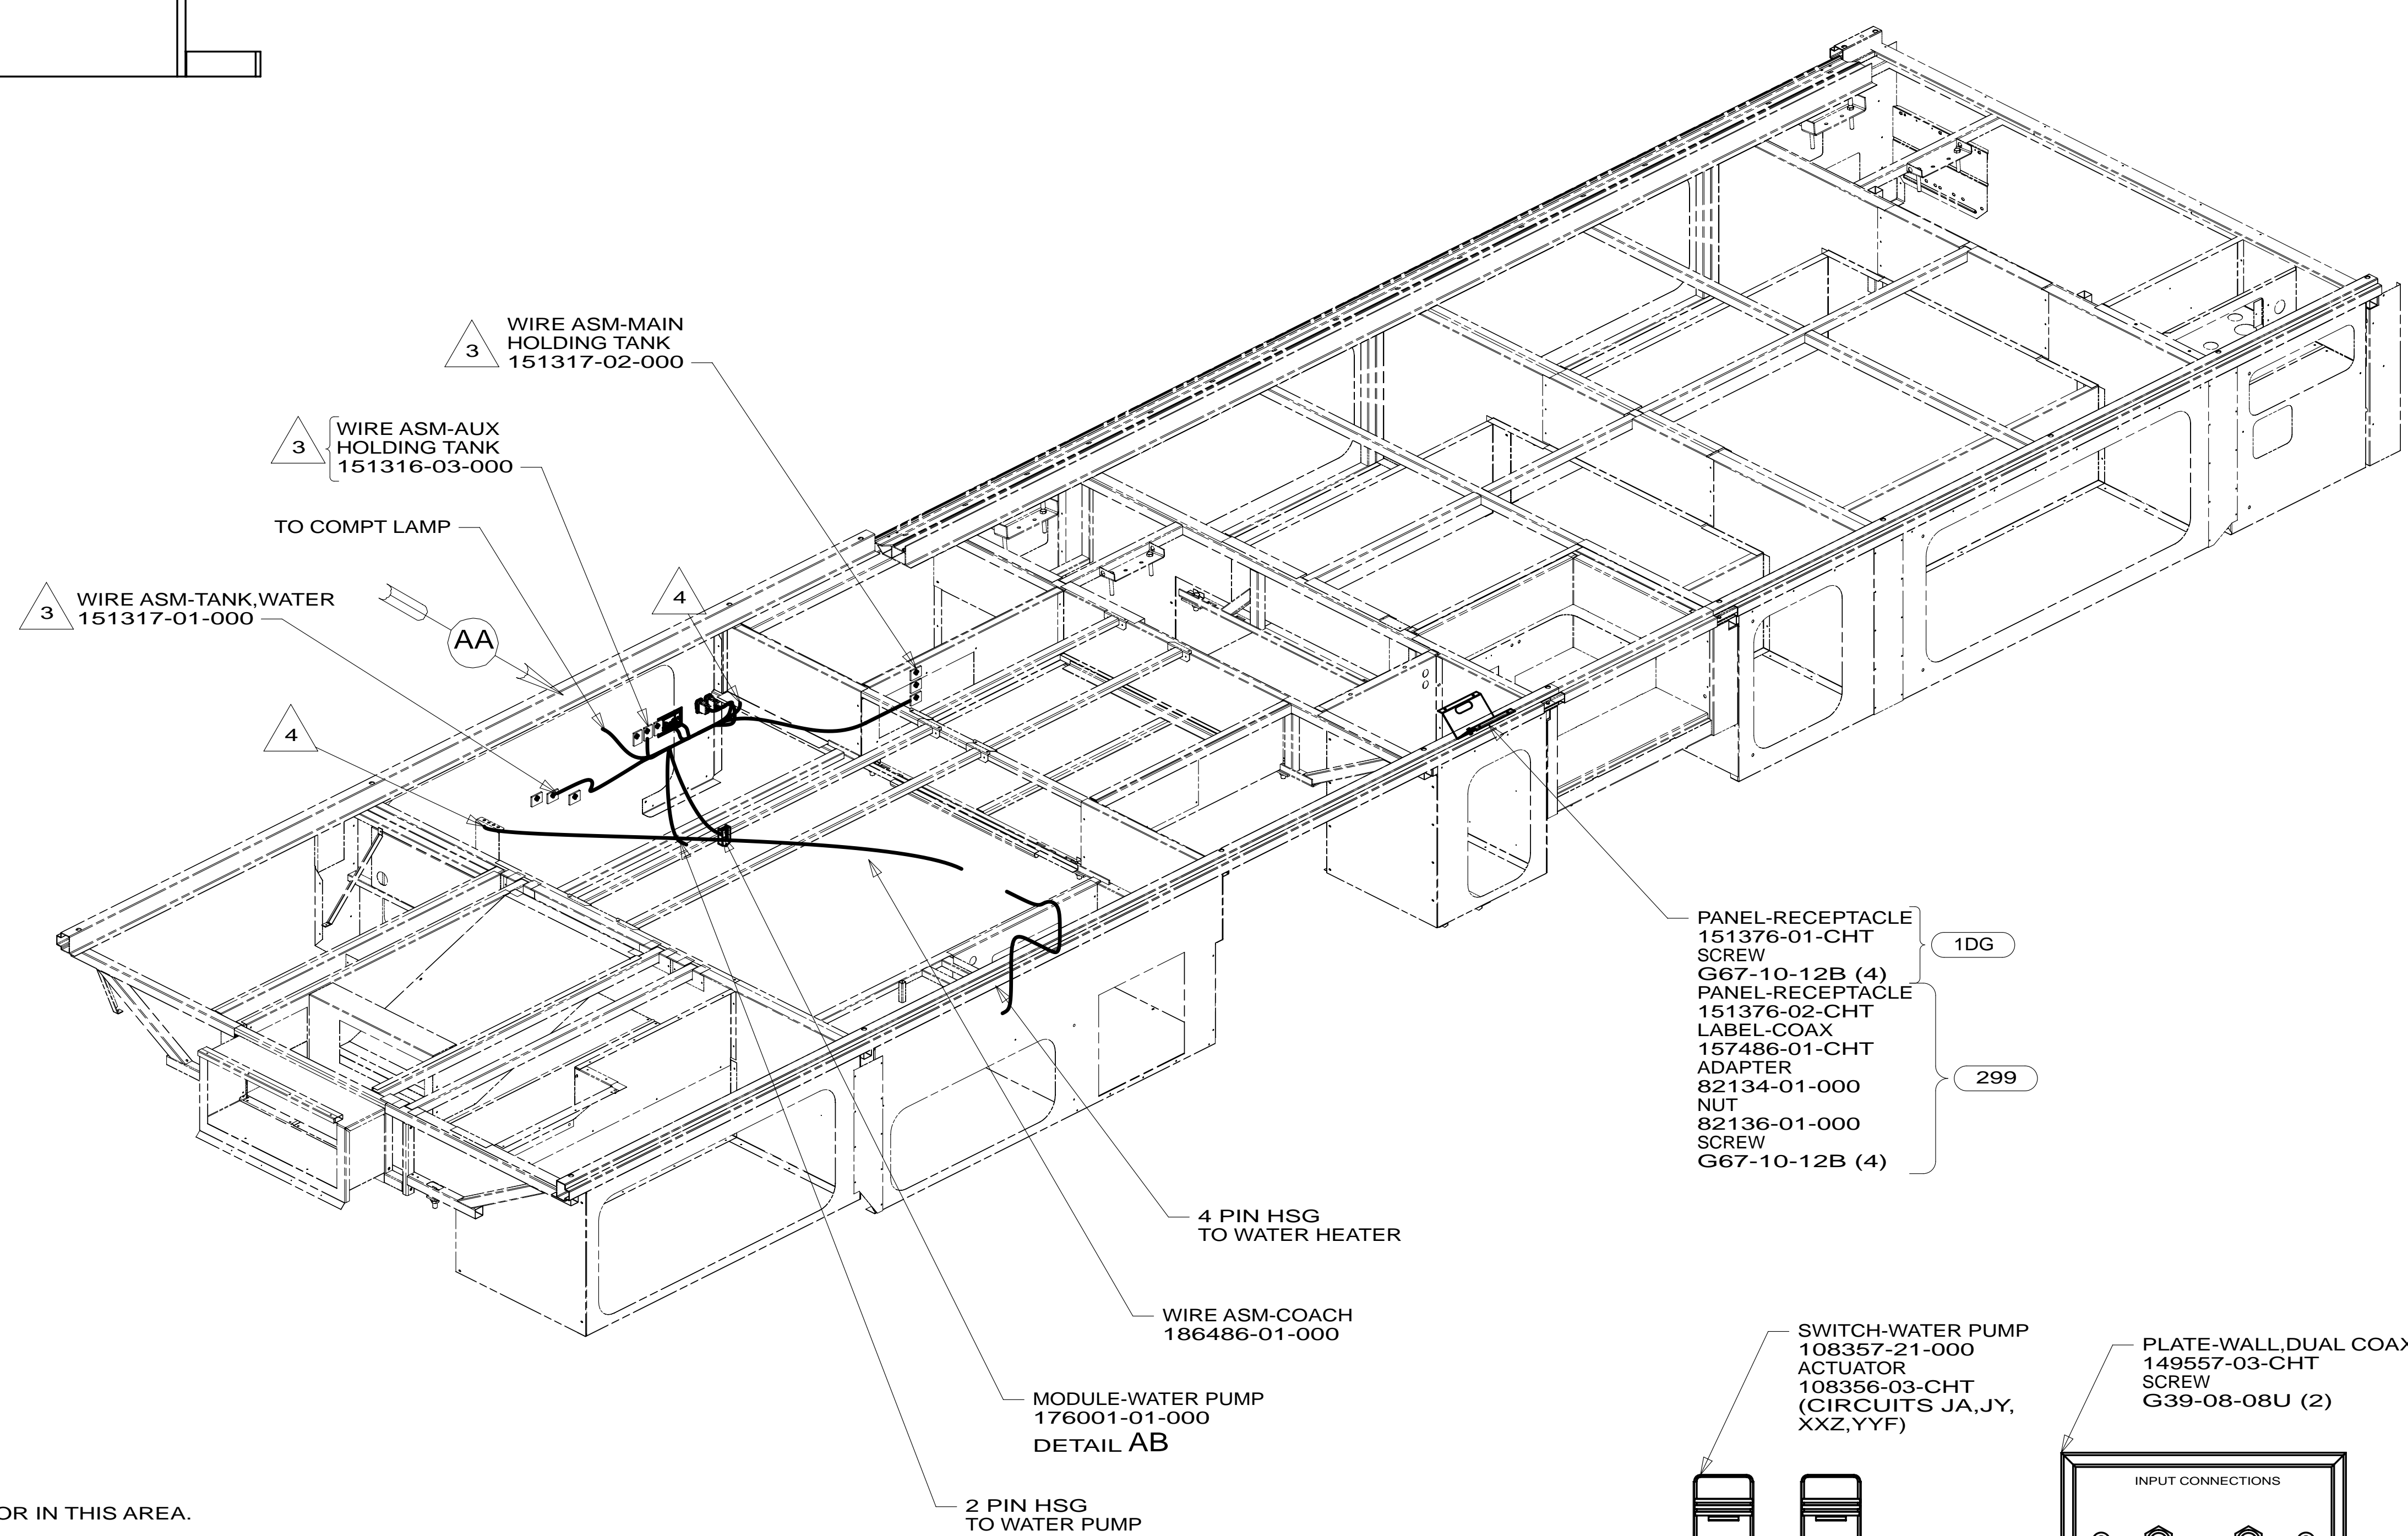 WIRE ASM-MAIN
HOLDING TANK
151317-02-000
3
WIRE ASM-AUX
HOLDING TANK
151316-03-000
3
TO COMPT LAMP
WIRE ASM-TANK,WATER
151317-01-000
3
AA
4
4
PANEL-RECEPTACLE
151376-01-CHT
SCREW
G67-10-12B (4)
1DG
PANEL-RECEPTACLE
151376-02-CHT
LABEL-COAX
157486-01-CHT
ADAPTER
82134-01-000
NUT
82136-01-000
SCREW
G67-10-12B (4)
299
4 PIN HSG
TO WATER HEATER
WIRE ASM-COACH
186486-01-000
MODULE-WATER PUMP
176001-01-000
DETAIL AB
2 PIN HSG
TO WATER PUMP
SWITCH-WATER PUMP
108357-21-000
ACTUATOR
108356-03-CHT
(CIRCUITS JA,JY,
XXZ,YYF)
PLATE-WALL,DUAL COAX
149557-03-CHT
SCREW
G39-08-08U (2)
INPUT CONNECTIONS
OR IN THIS AREA.